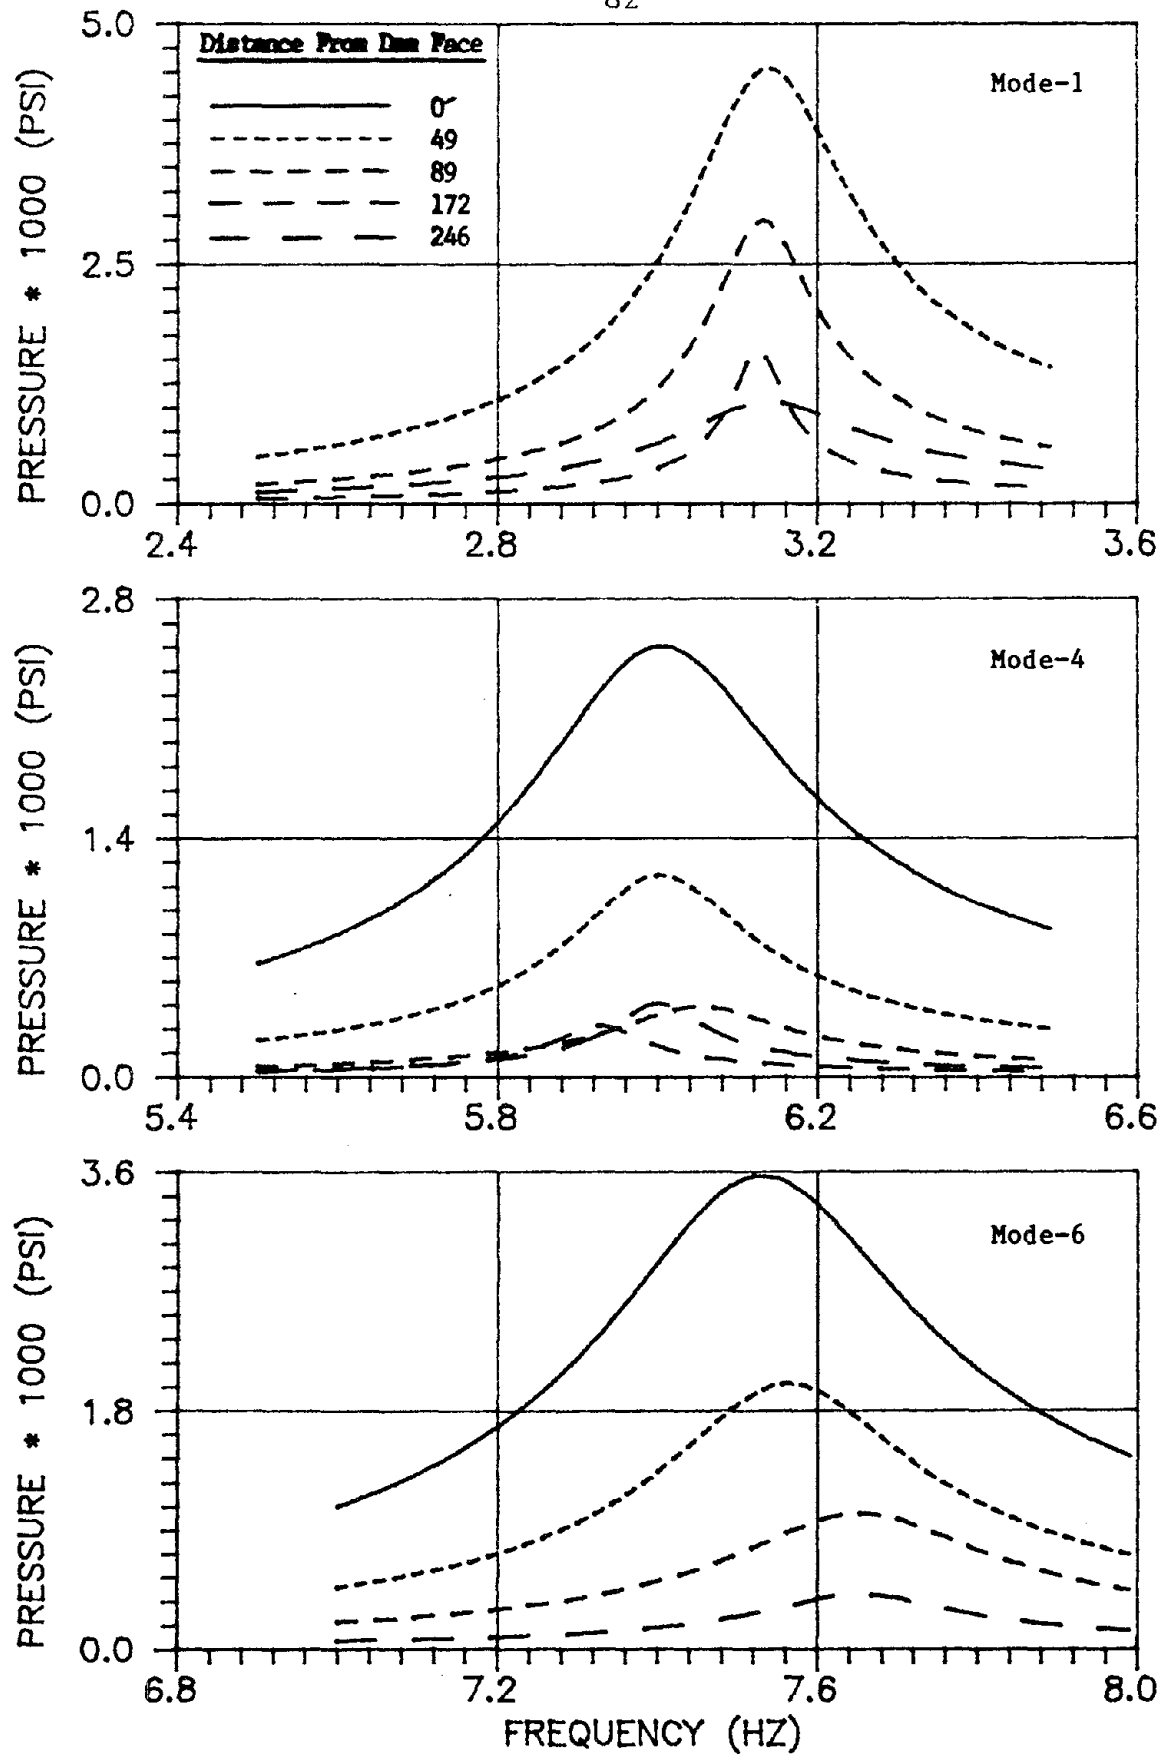 82
5.0
Distance From Dam Face
0
49
89
172
246
Mode-1
PRESSURE * 1000 (PSI)
2.5
0.0
2.4 2.8 3.2 3.6
2.8
Mode-4
PRESSURE * 1000 (PSI)
1.4
0.0
5.4 5.8 6.2 6.6
3.6
Mode-6
PRESSURE * 1000 (PSI)
1.8
0.0
6.8 7.2 7.6 8.0
FREQUENCY (HZ)